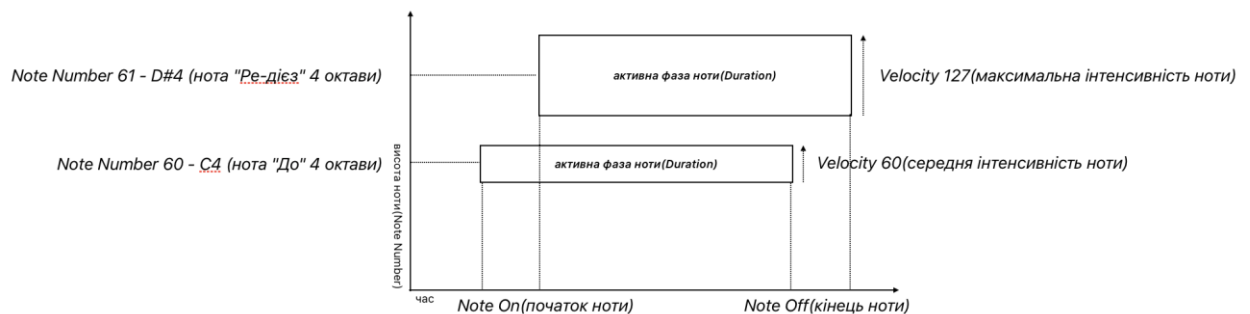 Note Number 61 - D#4 (нота "Ре-дієз" 4 октави)
активна фаза ноти(Duration)
Velocity 127(максимальна інтенсивність ноти)
Note Number 60 - C4 (нота "До" 4 октави)
активна фаза ноти(Duration)
Velocity 60(середня інтенсивність ноти)
висота ноти(Note Number)
час
Note On(початок ноти)
Note Off(кінець ноти)